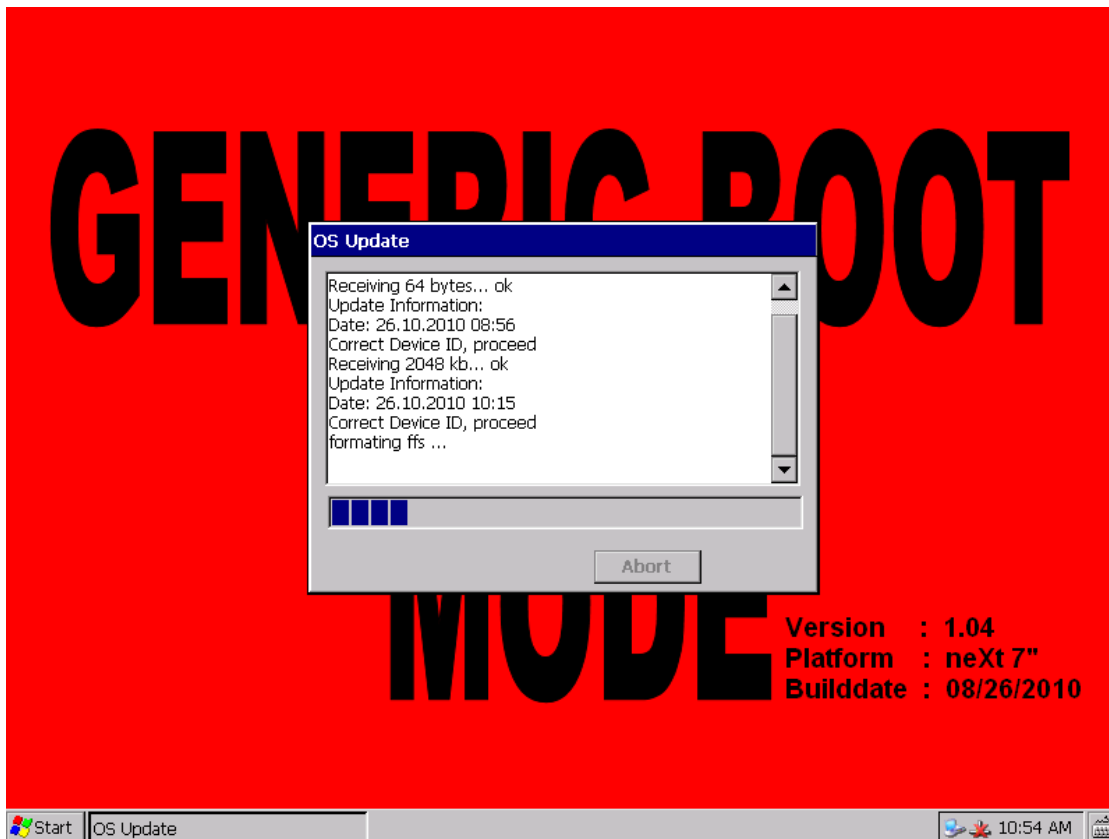 GENERIC BOOT
OS Update
Receiving 64 bytes... ok
Update Information:
Date: 26.10.2010 08:56
Correct Device ID, proceed
Receiving 2048 kb... ok
Update Information:
Date: 26.10.2010 10:15
Correct Device ID, proceed
formating ffs ...
Abort
MODE
Version : 1.04
Platform : neXt 7"
Builddate : 08/26/2010
Start OS Update 10:54 AM